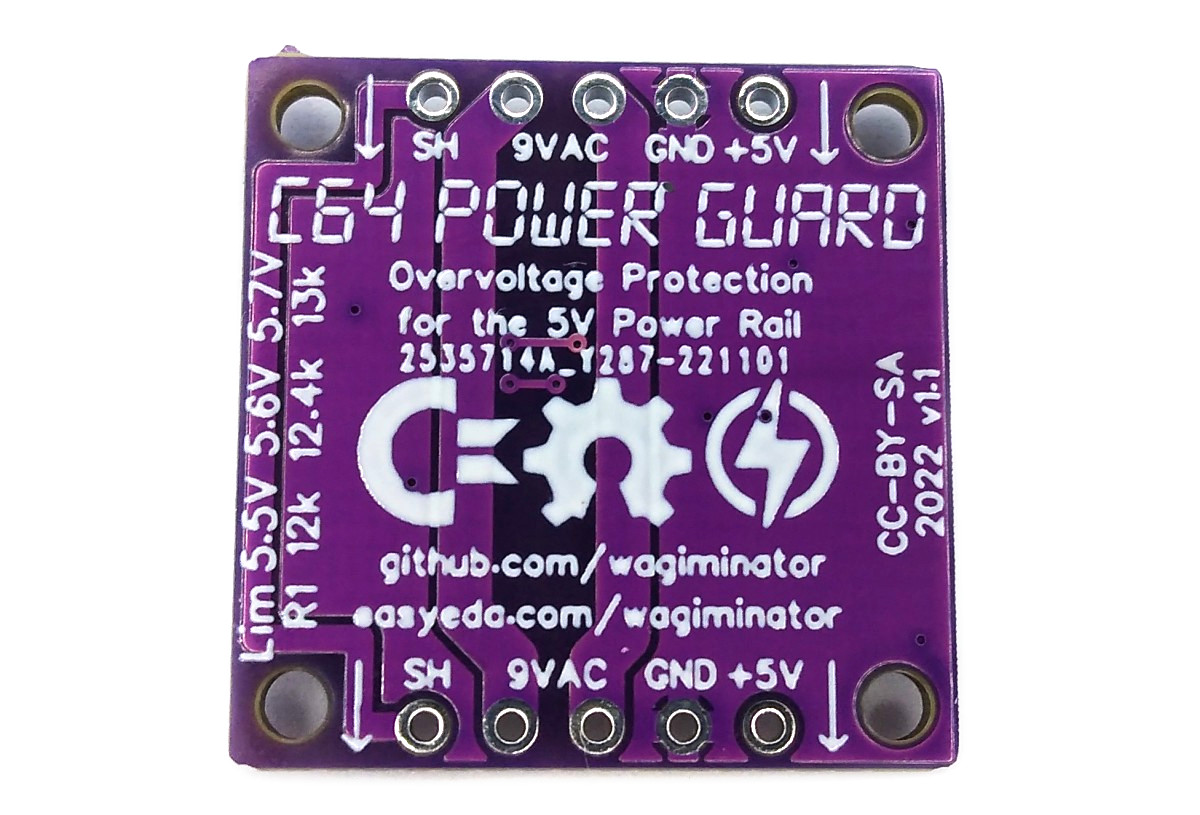 SH 9VAC GND +5V
C64 POWER GUARD
Overvoltage Protection
for the 5V Power Rail
2535714A_Y287-221101
github.com/wagiminator
easyeda.com/wagiminator
SH 9VAC GND +5V
Lim 5.5V 5.6V 5.7V
R1 12k 12.4k 13k
CC-BY-SA
2022 v1.1